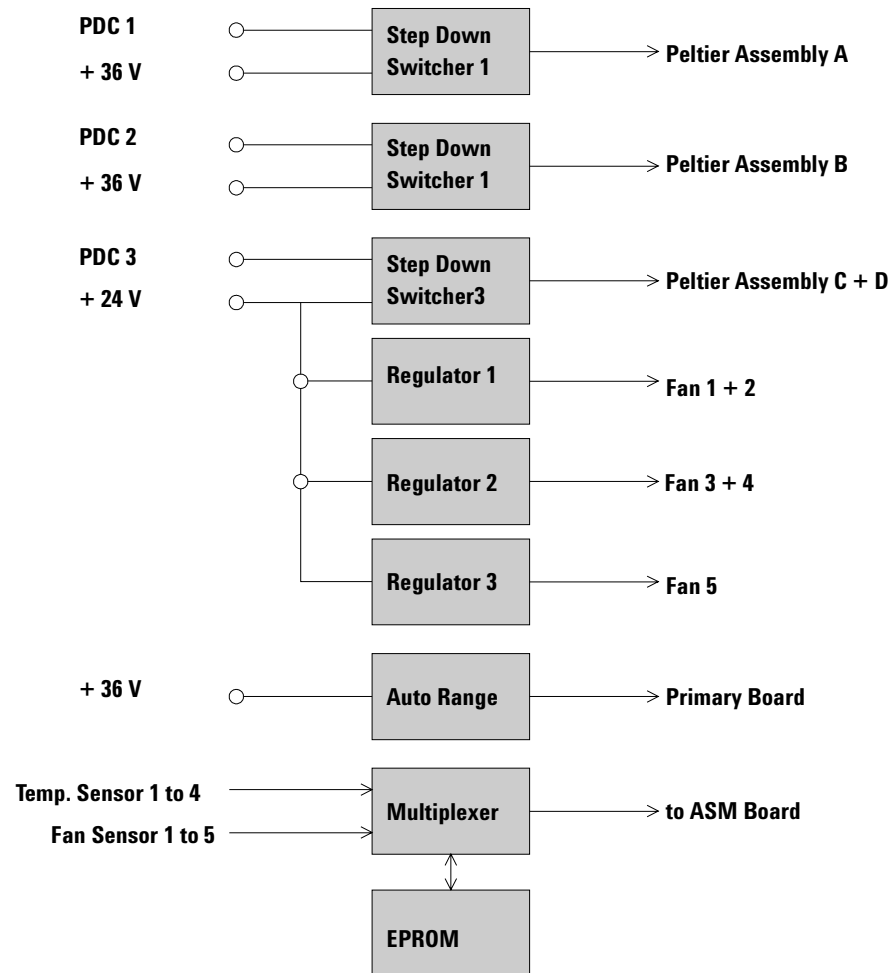 PDC 1
+ 36 V
Step Down
Switcher 1
Peltier Assembly A
PDC 2
+ 36 V
Step Down
Switcher 1
Peltier Assembly B
PDC 3
+ 24 V
Step Down
Switcher3
Peltier Assembly C + D
Regulator 1
Fan 1 + 2
Regulator 2
Fan 3 + 4
Regulator 3
Fan 5
+ 36 V
Auto Range
Primary Board
Temp. Sensor 1 to 4
Fan Sensor 1 to 5
Multiplexer
to ASM Board
EPROM